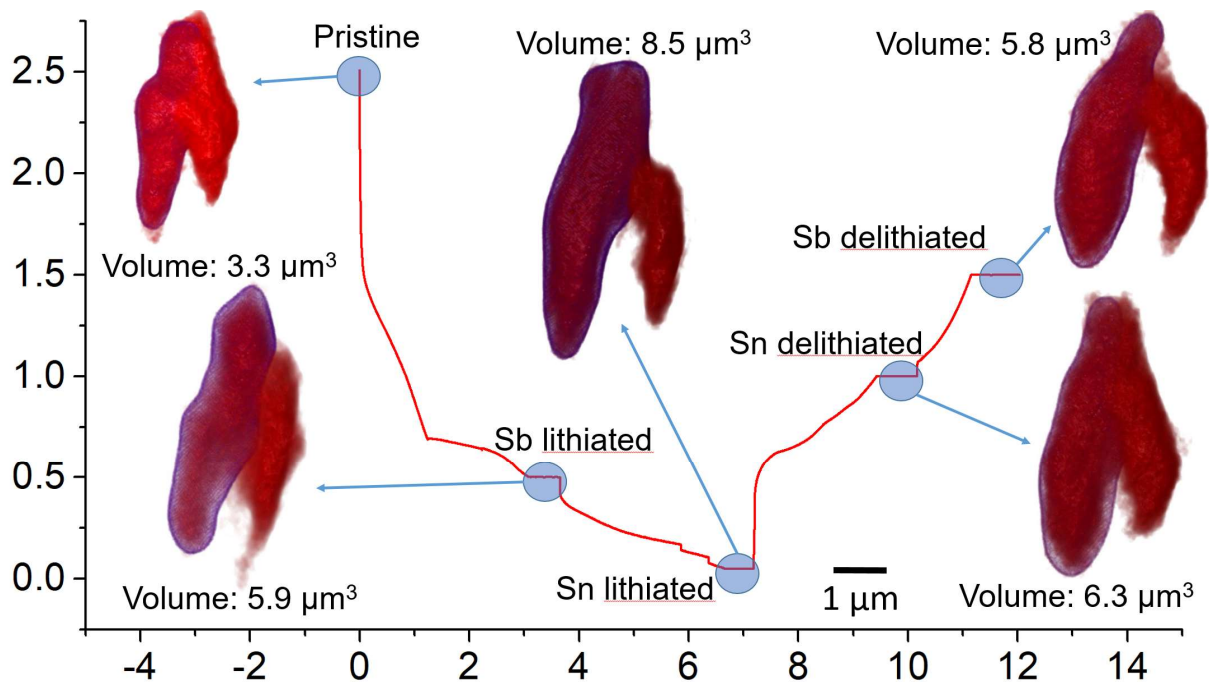 Pristine
Volume: 8.5 µm³
Volume: 5.8 µm³
2.5
2.0
Sb delithiated
Volume: 3.3 µm³
1.5
Sn delithiated
1.0
Sb lithiated
0.5
0.0
Sn lithiated
1 µm
Volume: 5.9 µm³
Volume: 6.3 µm³
-4 -2 0 2 4 6 8 10 12 14